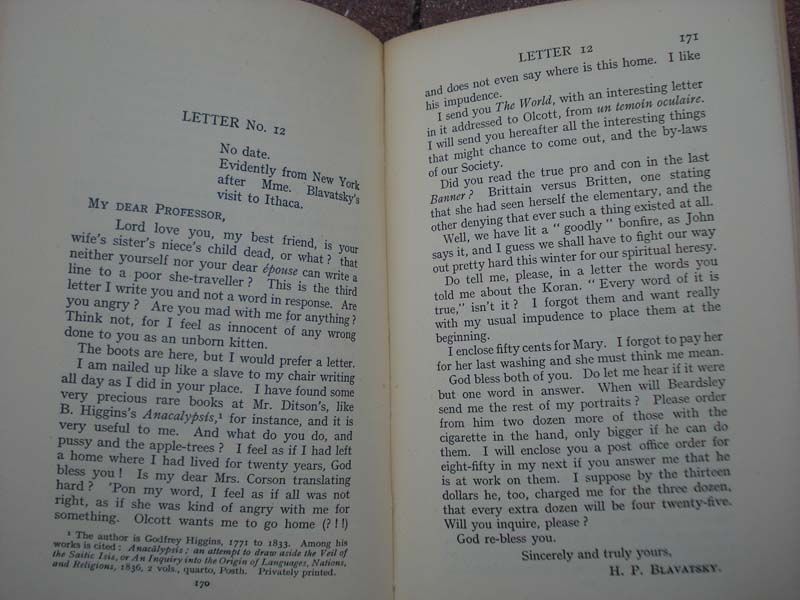 LETTER No. 12
No date.
Evidently from New York
after Mme. Blavatsky's
visit to Ithaca.
MY DEAR PROFESSOR,
Lord love you, my best friend, is your
wife's sister's niece's child dead, or what? that
neither yourself nor your dear épouse can write a
line to a poor she-traveller? This is the third
letter I write you and not a word in response. Are
you angry? Are you mad with me for anything?
Think not, for I feel as innocent of any wrong
done to you as an unborn kitten.
The boots are here, but I would prefer a letter.
I am nailed up like a slave to my chair writing
all day as I did in your place. I have found some
very precious rare books at Mr. Ditson's, like
B. Higgins's Anacalypsis,¹ for instance, and it is
very useful to me. And what do you do, and
pussy and the apple-trees? I feel as if I had left
a home where I had lived for twenty years, God
bless you! Is my dear Mrs. Corson translating
hard? 'Pon my word, I feel as if all was not
right, as if she was kind of angry with me for
something. Olcott wants me to go home (?!!)
¹ The author is Godfrey Higgins, 1771 to 1833. Among his
works is cited: Anacâlypsis; an attempt to draw aside the Veil of
the Saitic Isis, or An Inquiry into the Origin of Languages, Nations,
and Religions, 1836, 2 vols., quarto, Posth. Privately printed.
170
LETTER 12 171
and does not even say where is this home. I like
his impudence.
I send you The World, with an interesting letter
in it addressed to Olcott, from un temoín oculaire.
I will send you hereafter all the interesting things
that might chance to come out, and the by-laws
of our Society.
Did you read the true pro and con in the last
Banner? Brittain versus Britten, one stating
that she had seen herself the elementary, and the
other denying that ever such a thing existed at all.
Well, we have lit a "goodly" bonfire, as John
says it, and I guess we shall have to fight our way
out pretty hard this winter for our spiritual heresy.
Do tell me, please, in a letter the words you
told me about the Koran. "Every word of it is
true," isn't it? I forgot them and want really
with my usual impudence to place them at the
beginning.
I enclose fifty cents for Mary. I forgot to pay her
for her last washing and she must think me mean.
God bless both of you. Do let me hear if it were
but one word in answer. When will Beardsley
send me the rest of my portraits? Please order
from him two dozen more of those with the
cigarette in the hand, only bigger if he can do
them. I will enclose you a post office order for
eight-fifty in my next if you answer me that he
is at work on them. I suppose by the thirteen
dollars he, too, charged me for the three dozen,
that every extra dozen will be four twenty-five.
Will you inquire, please?
God re-bless you.
Sincerely and truly yours,
H. P. BLAVATSKY.